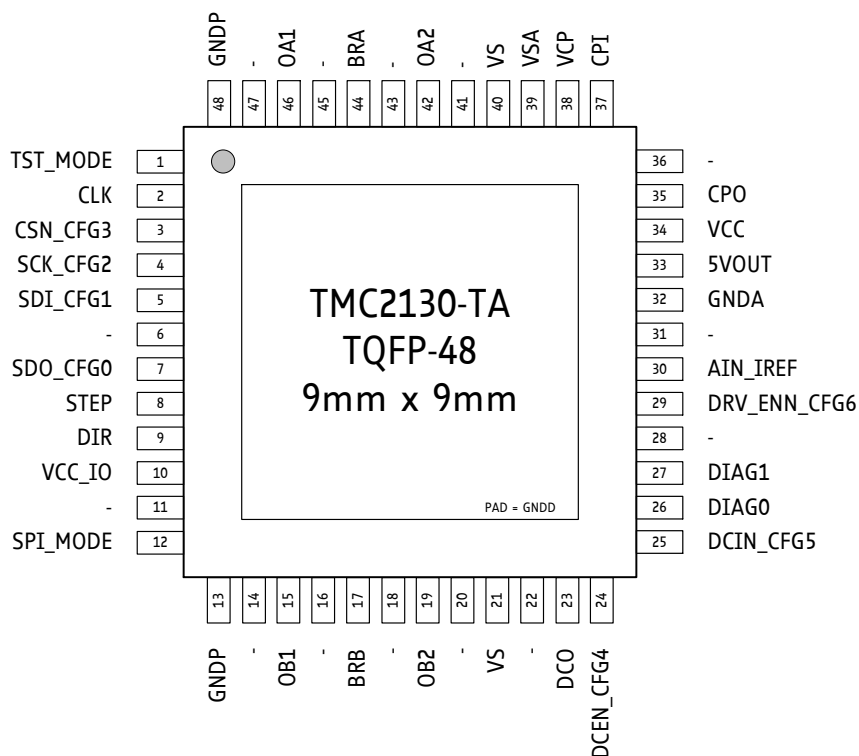 GNDP - OA1 - BRA - OA2 - VS VSA VCP CPI
48 47 46 45 44 43 42 41 40 39 38 37
TST_MODE 1
CLK 2
CSN_CFG3 3
SCK_CFG2 4
SDI_CFG1 5
- 6
SDO_CFG0 7
STEP 8
DIR 9
VCC_IO 10
- 11
SPI_MODE 12
TMC2130-TA
TQFP-48
9mm x 9mm
PAD = GNDD
36 -
35 CPO
34 VCC
33 5VOUT
32 GNDA
31 -
30 AIN_IREF
29 DRV_ENN_CFG6
28 -
27 DIAG1
26 DIAG0
25 DCIN_CFG5
13 14 15 16 17 18 19 20 21 22 23 24
GNDP - OB1 - BRB - OB2 - VS - DCO DCEN_CFG4